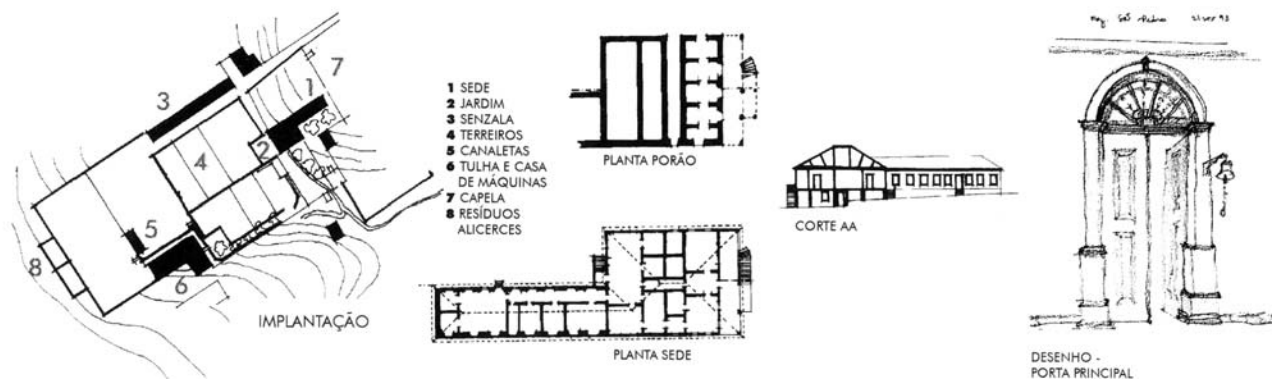 3
7
1
2
4
5
8
6
IMPLANTAÇÃO
1 SEDE
2 JARDIM
3 SENZALA
4 TERREIROS
5 CANALETAS
6 TULHA E CASA
DE MÁQUINAS
7 CAPELA
8 RESÍDUOS
ALICERCES
PLANTA PORÃO
PLANTA SEDE
CORTE AA
São Pedro
DESENHO -
PORTA PRINCIPAL